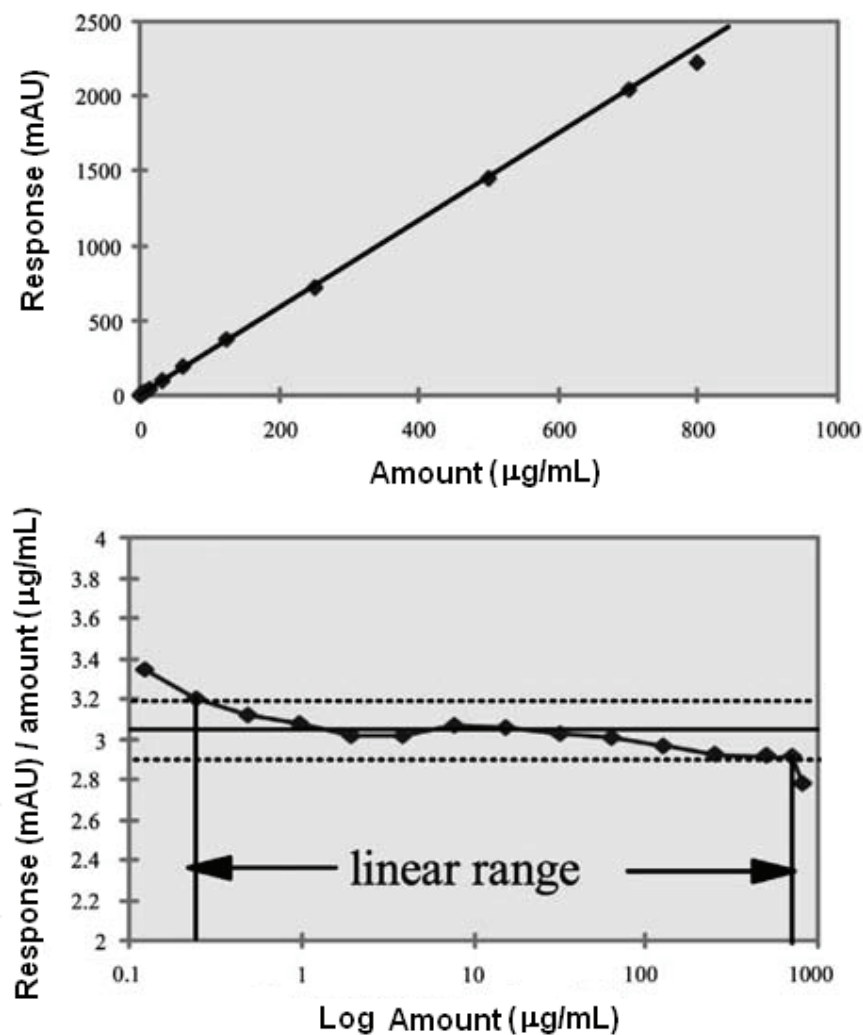 2500
2000
1500
1000
500
0
Response (mAU)
0 200 400 600 800 1000
Amount (μg/mL)
4
3.8
3.6
3.4
3.2
3
2.8
2.6
2.4
2.2
2
Response (mAU) / amount (μg/mL)
linear range
0.1 1 10 100 1000
Log Amount (μg/mL)